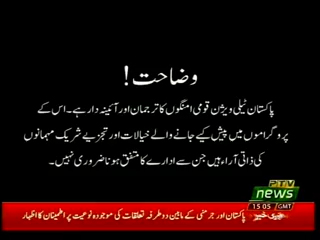 وضاحت!
پاکستان ٹیلی ویژن قومی امنگوں کا ترجمان اور آئینہ دار ہے۔ اس کے
پروگراموں میں پیش کیے جانے والے خیالات اور تجزیے شریک مہمانوں
کی ذاتی آراء ہیں جن سے ادارے کا متفق ہونا ضروری نہیں۔
PTV
news
15 05 GMT
پاکستان اور جرمنی کے مابین دوطرفہ تعلقات کی موجودہ نوعیت پر اطمینان کا اظہار